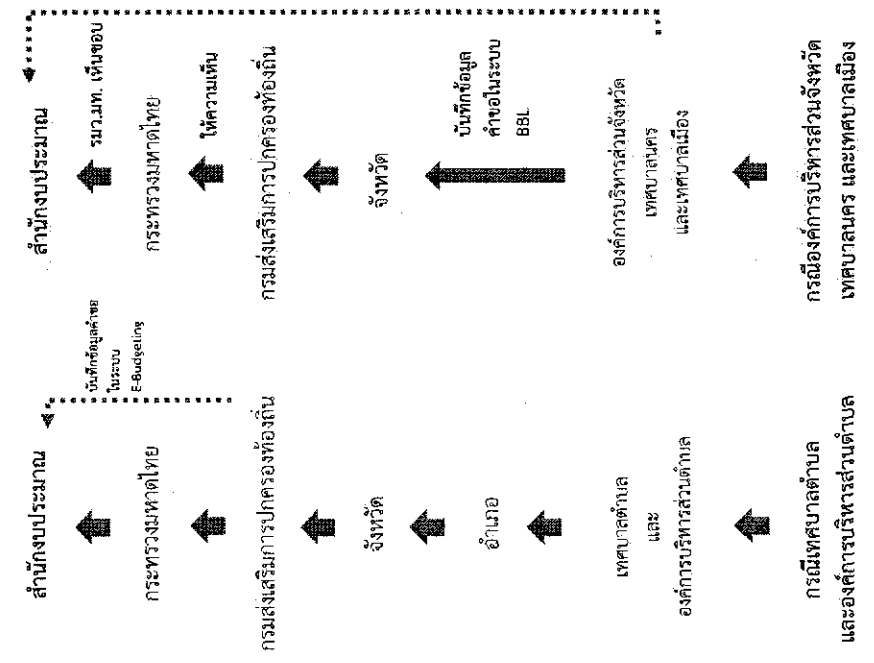 สำนักงบประมาณ
กระทรวงมหาดไทย
กรมส่งเสริมการปกครองท้องถิ่น
จังหวัด
อำเภอ
เทศบาลตำบล
และ
องค์การบริหารส่วนตำบล
กรณีเทศบาลตำบล
และองค์การบริหารส่วนตำบล
บันทึกข้อมูลคำขอ
ในระบบ
E-Budgeting
สำนักงบประมาณ
รมว.มท. เห็นชอบ
กระทรวงมหาดไทย
ให้ความเห็น
กรมส่งเสริมการปกครองท้องถิ่น
จังหวัด
บันทึกข้อมูล
คำขอในระบบ
BBL
องค์การบริหารส่วนจังหวัด
เทศบาลนคร
และเทศบาลเมือง
กรณีองค์การบริหารส่วนจังหวัด
เทศบาลนคร และเทศบาลเมือง